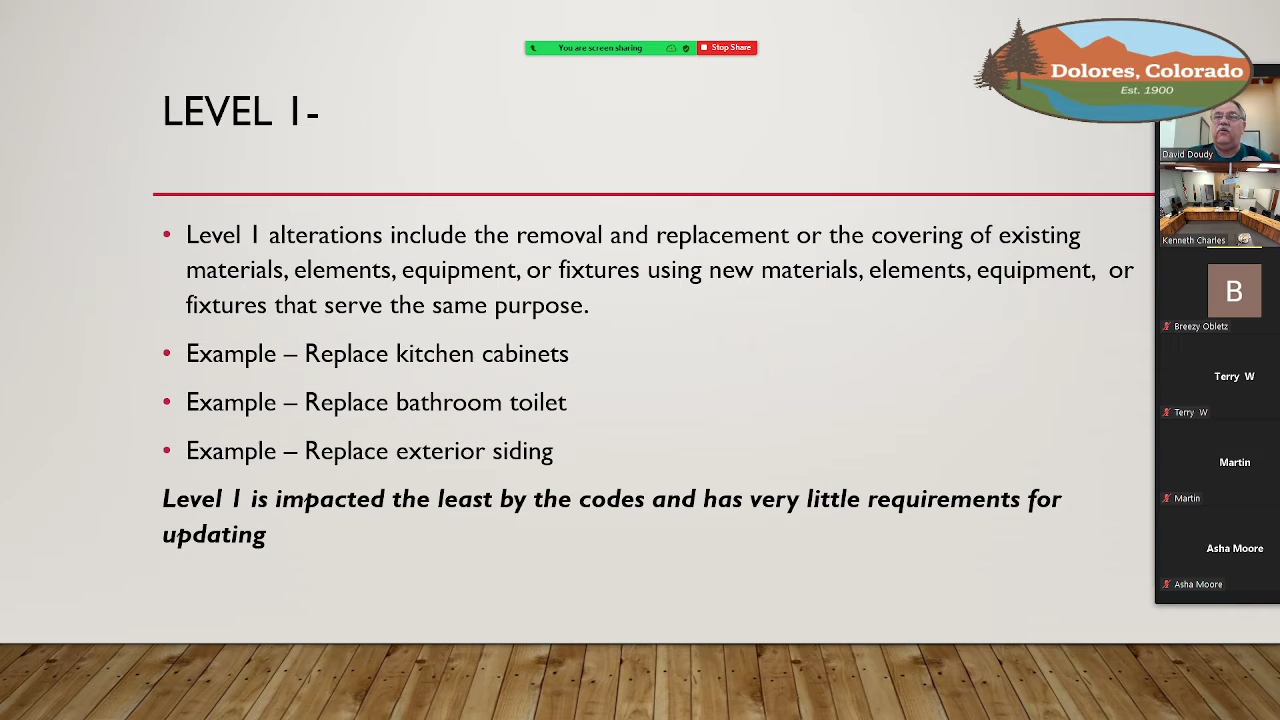 You are screen sharing
Stop Share
Dolores, Colorado
Est. 1900
LEVEL 1-
• Level 1 alterations include the removal and replacement or the covering of existing
materials, elements, equipment, or fixtures using new materials, elements, equipment,  or
fixtures that serve the same purpose.
• Example – Replace kitchen cabinets
• Example – Replace bathroom toilet
• Example – Replace exterior siding
Level 1 is impacted the least by the codes and has very little requirements for
updating
David Doudy
Kenneth Charles
B
Breezy Obletz
Terry W
Terry W
Martin
Martin
Asha Moore
Asha Moore